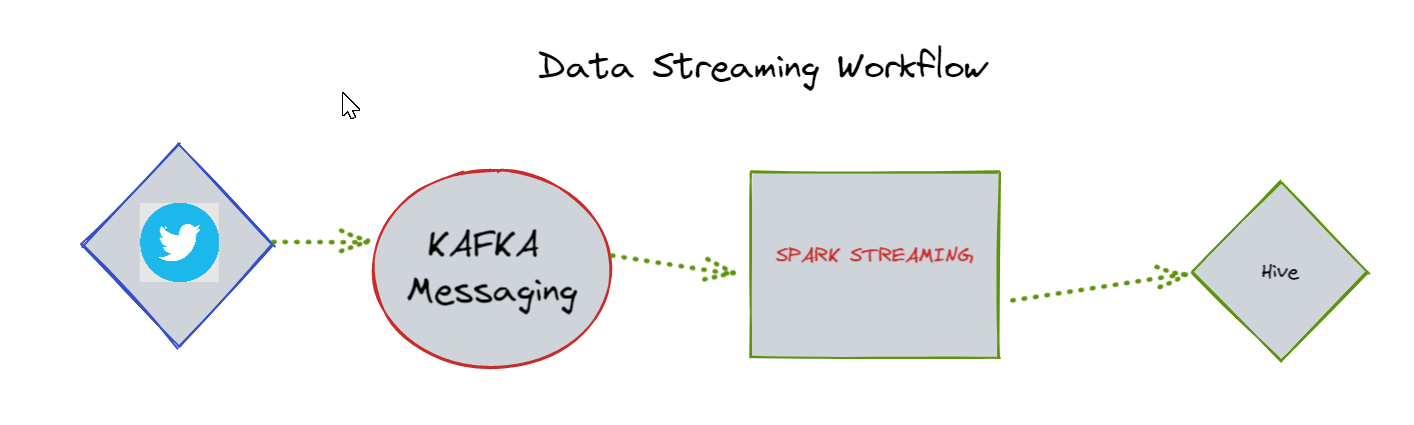 Data Streaming Workflow
KAFKA
Messaging
SPARK STREAMING,
Hive